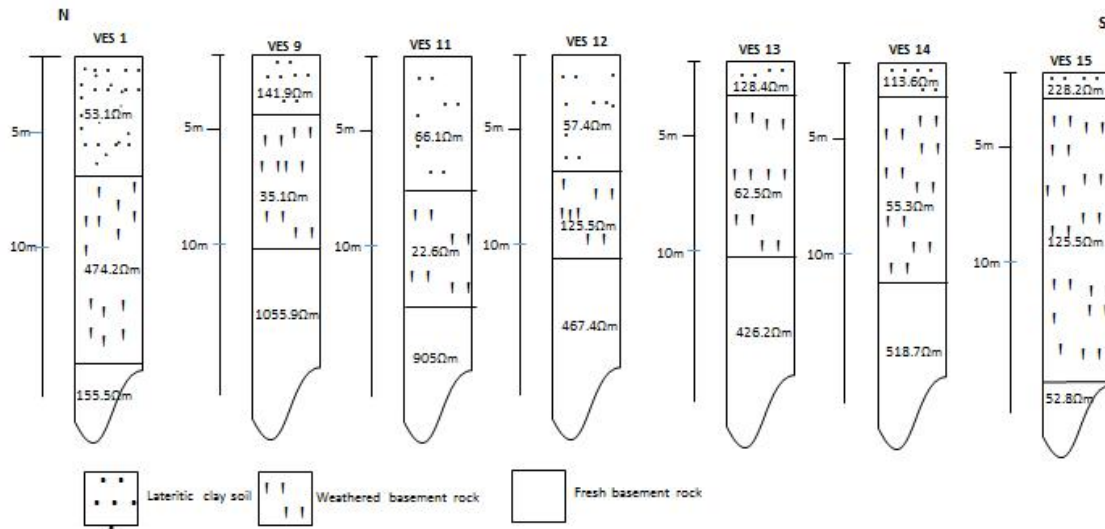 N
S
VES 1
VES 9
VES 11
VES 12
VES 13
VES 14
VES 15
53.1Ωm
474.2Ωm
155.5Ωm
5m
10m
141.9Ωm
35.1Ωm
1055.9Ωm
5m
10m
66.1Ωm
22.6Ωm
905Ωm
5m
10m
57.4Ωm
125.5Ωm
467.4Ωm
5m
10m
128.4Ωm
62.5Ωm
426.2Ωm
5m
10m
113.6Ωm
55.3Ωm
518.7Ωm
5m
10m
228.2Ωm
125.5Ωm
52.8Ωm
5m
10m
Lateritic clay soil
Weathered basement rock
Fresh basement rock